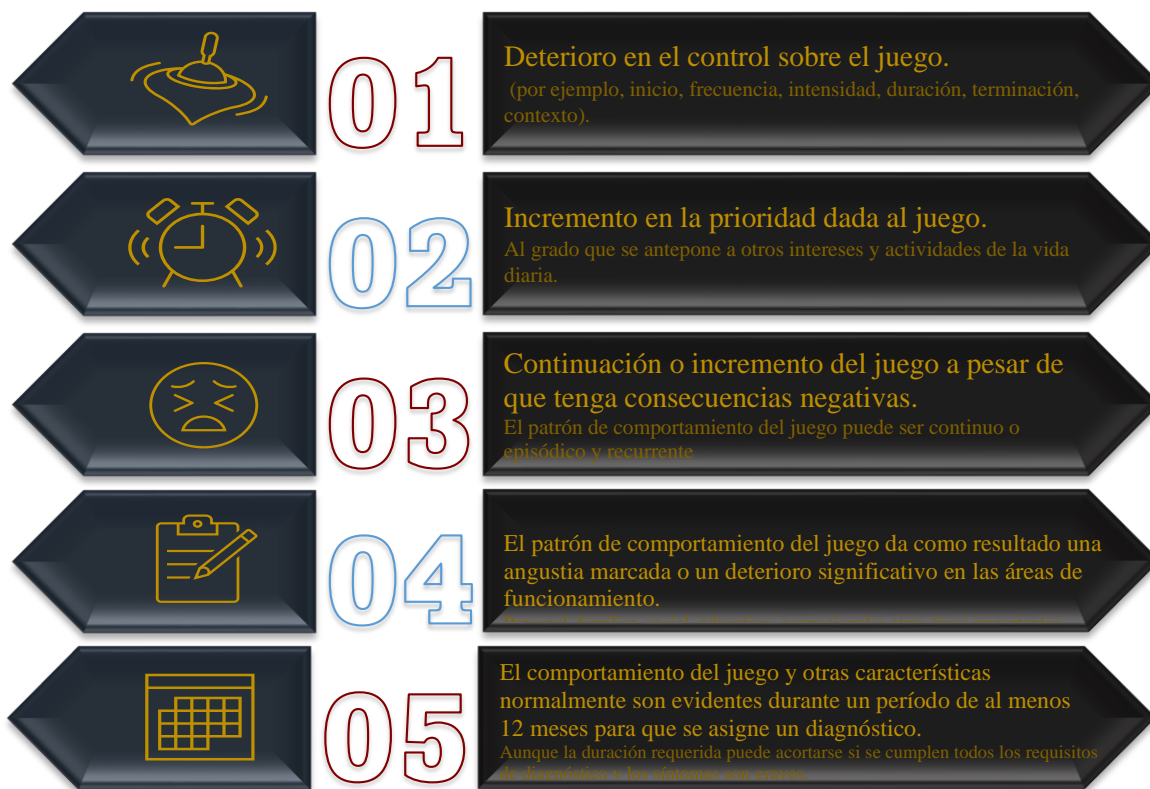 01
Deterioro en el control sobre el juego.
(por ejemplo, inicio, frecuencia, intensidad, duración, terminación,
contexto).
02
Incremento en la prioridad dada al juego.
Al grado que se antepone a otros intereses y actividades de la vida
diaria.
03
Continuación o incremento del juego a pesar de
que tenga consecuencias negativas.
El patrón de comportamiento del juego puede ser continuo o
episódico y recurrente
04
El patrón de comportamiento del juego da como resultado una
angustia marcada o un deterioro significativo en las áreas de
funcionamiento.
05
El comportamiento del juego y otras características
normalmente son evidentes durante un período de al menos
12 meses para que se asigne un diagnóstico.
Aunque la duración requerida puede acortarse si se cumplen todos los requisitos
de diagnóstico y los síntomas son graves.